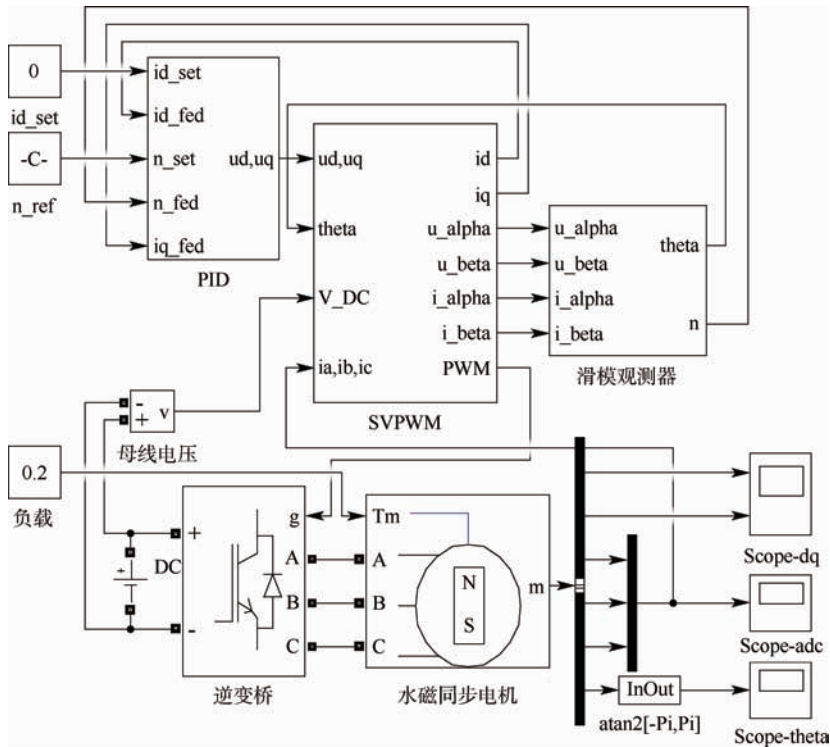 0
id_set
-C-
n_ref
id_set
id_fed
n_set
n_fed
iq_fed
ud,uq
PID
ud,uq
theta
V_DC
ia,ib,ic
id
iq
u_alpha
u_beta
i_alpha
i_beta
PWM
SVPWM
u_alpha
u_beta
i_alpha
i_beta
theta
n
滑模观测器
-
+
v
母线电压
0.2
负载
+
DC
+
-
g
A
B
C
逆变桥
Tm
A
B
C
N
S
m
永磁同步电机
Scope-dq
Scope-adc
InOut
atan2[-Pi,Pi]
Scope-theta